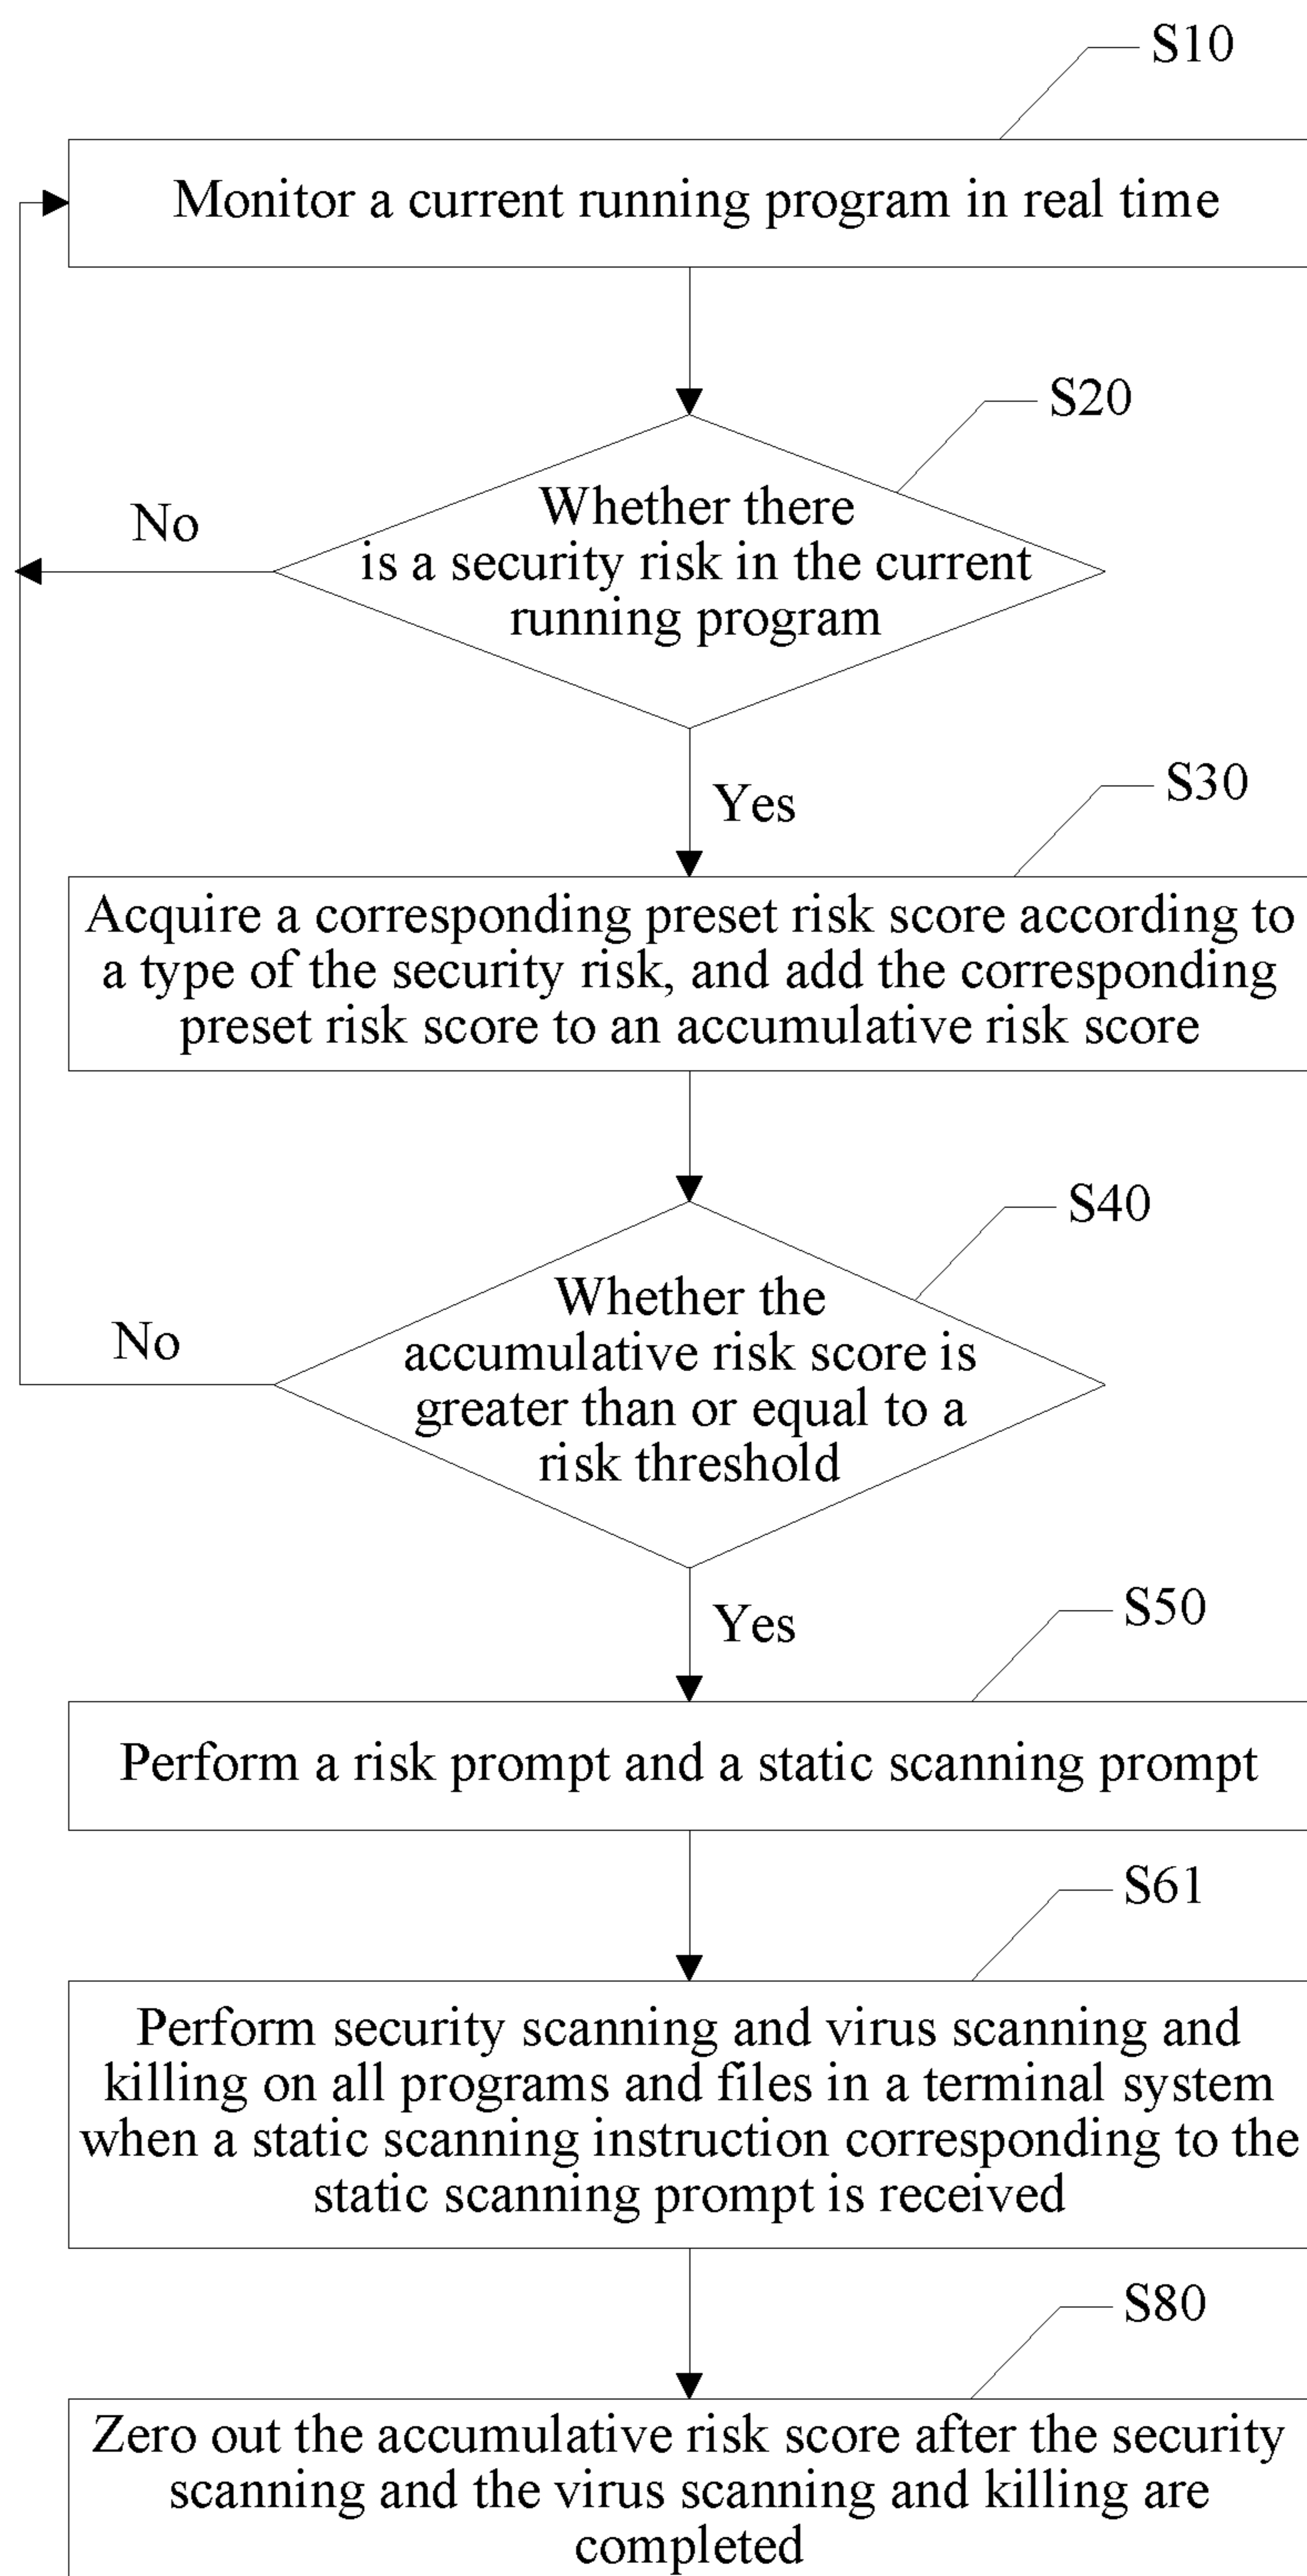 S10
Monitor a current running program in real time
S20
Whether there
is a security risk in the current
running program
No
Yes
S30
Acquire a corresponding preset risk score according to
a type of the security risk, and add the corresponding
preset risk score to an accumulative risk score
S40
Whether the
accumulative risk score is
greater than or equal to a
risk threshold
No
Yes
S50
Perform a risk prompt and a static scanning prompt
S61
Perform security scanning and virus scanning and
killing on all programs and files in a terminal system
when a static scanning instruction corresponding to the
static scanning prompt is received
S80
Zero out the accumulative risk score after the security
scanning and the virus scanning and killing are
completed